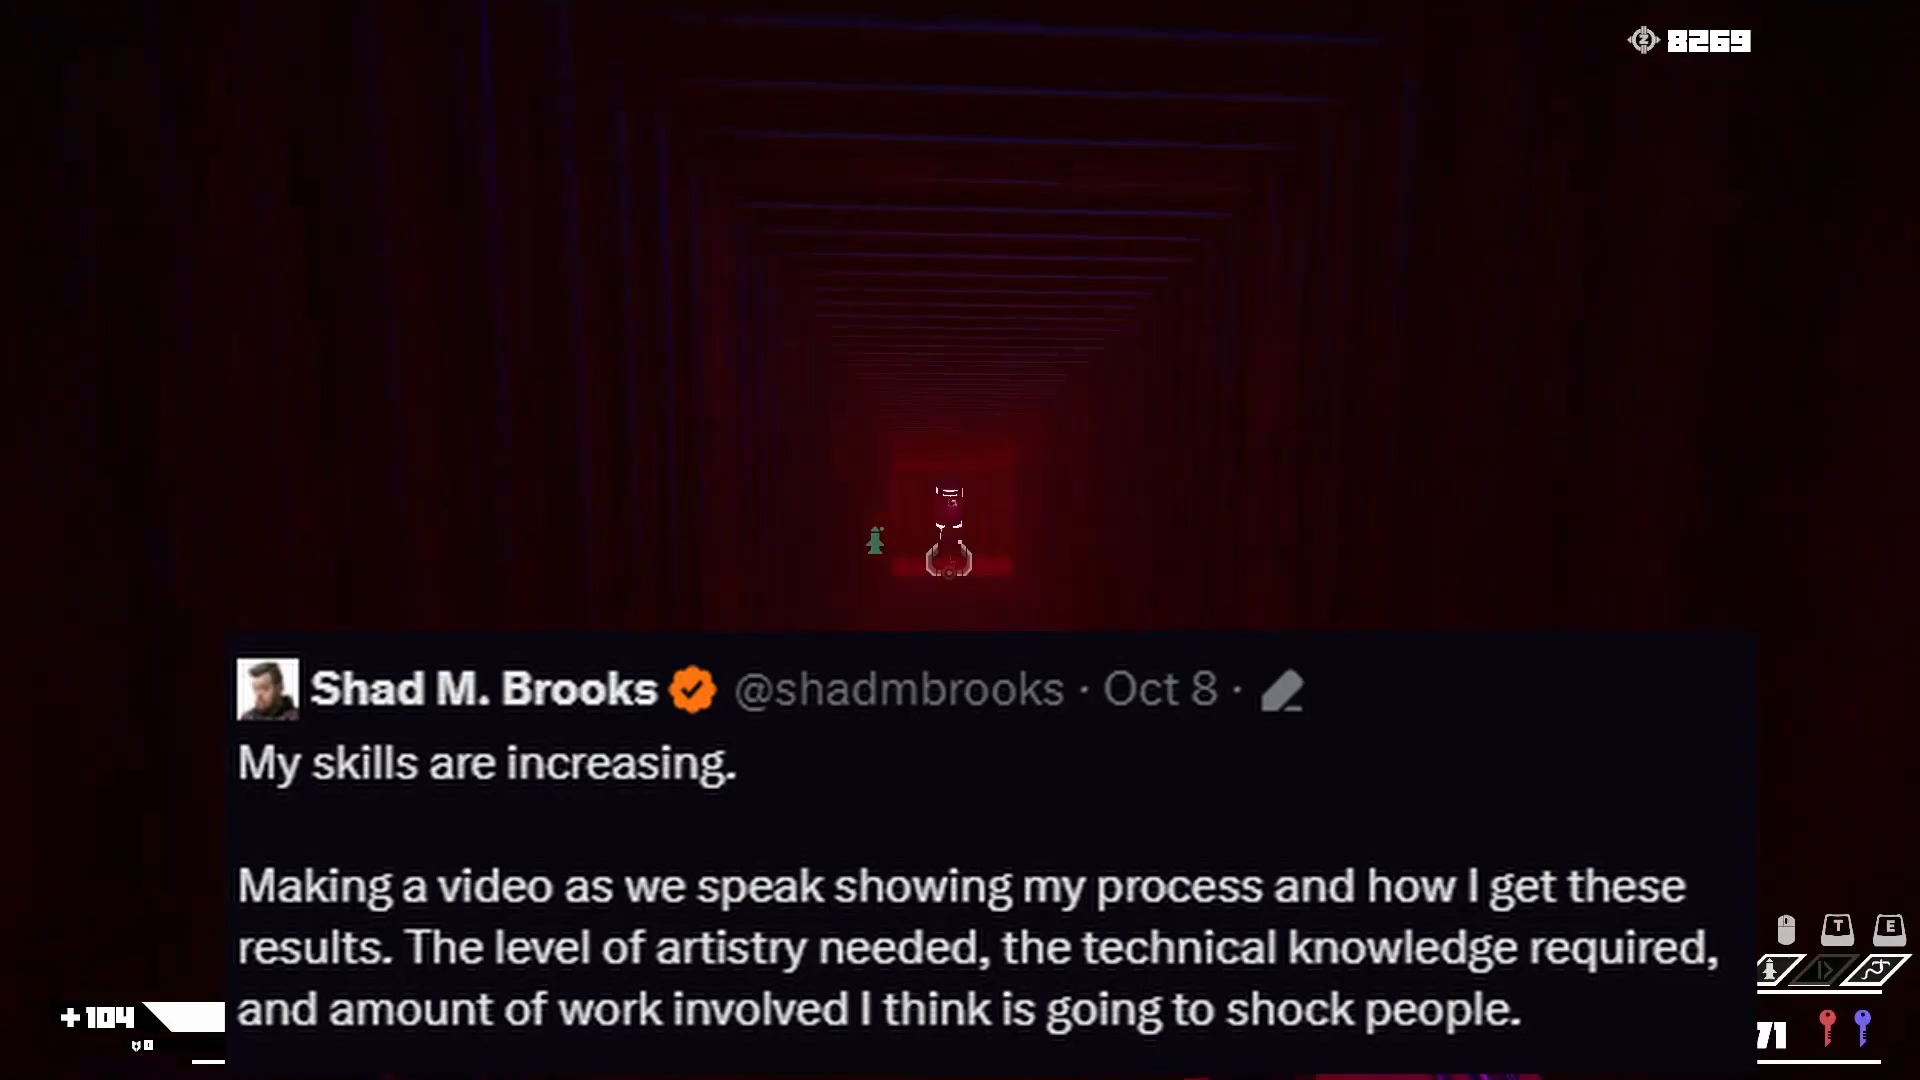 8269
Shad M. Brooks @shadmbrooks · Oct 8 ·
My skills are increasing.
Making a video as we speak showing my process and how I get these
results. The level of artistry needed, the technical knowledge required,
and amount of work involved I think is going to shock people.
T E
+104
0
71